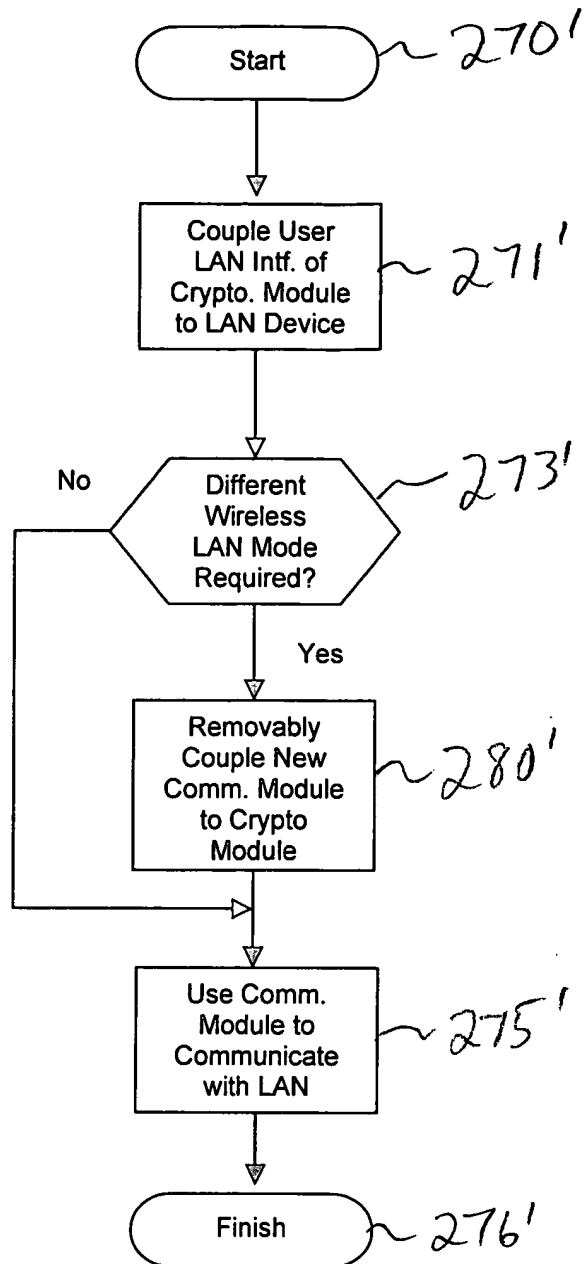 Start
270'
Couple User
LAN Intf. of
Crypto. Module
to LAN Device
271'
No
Different
Wireless
LAN Mode
Required?
273'
Yes
Removably
Couple New
Comm. Module
to Crypto
Module
280'
Use Comm.
Module to
Communicate
with LAN
275'
Finish
276'